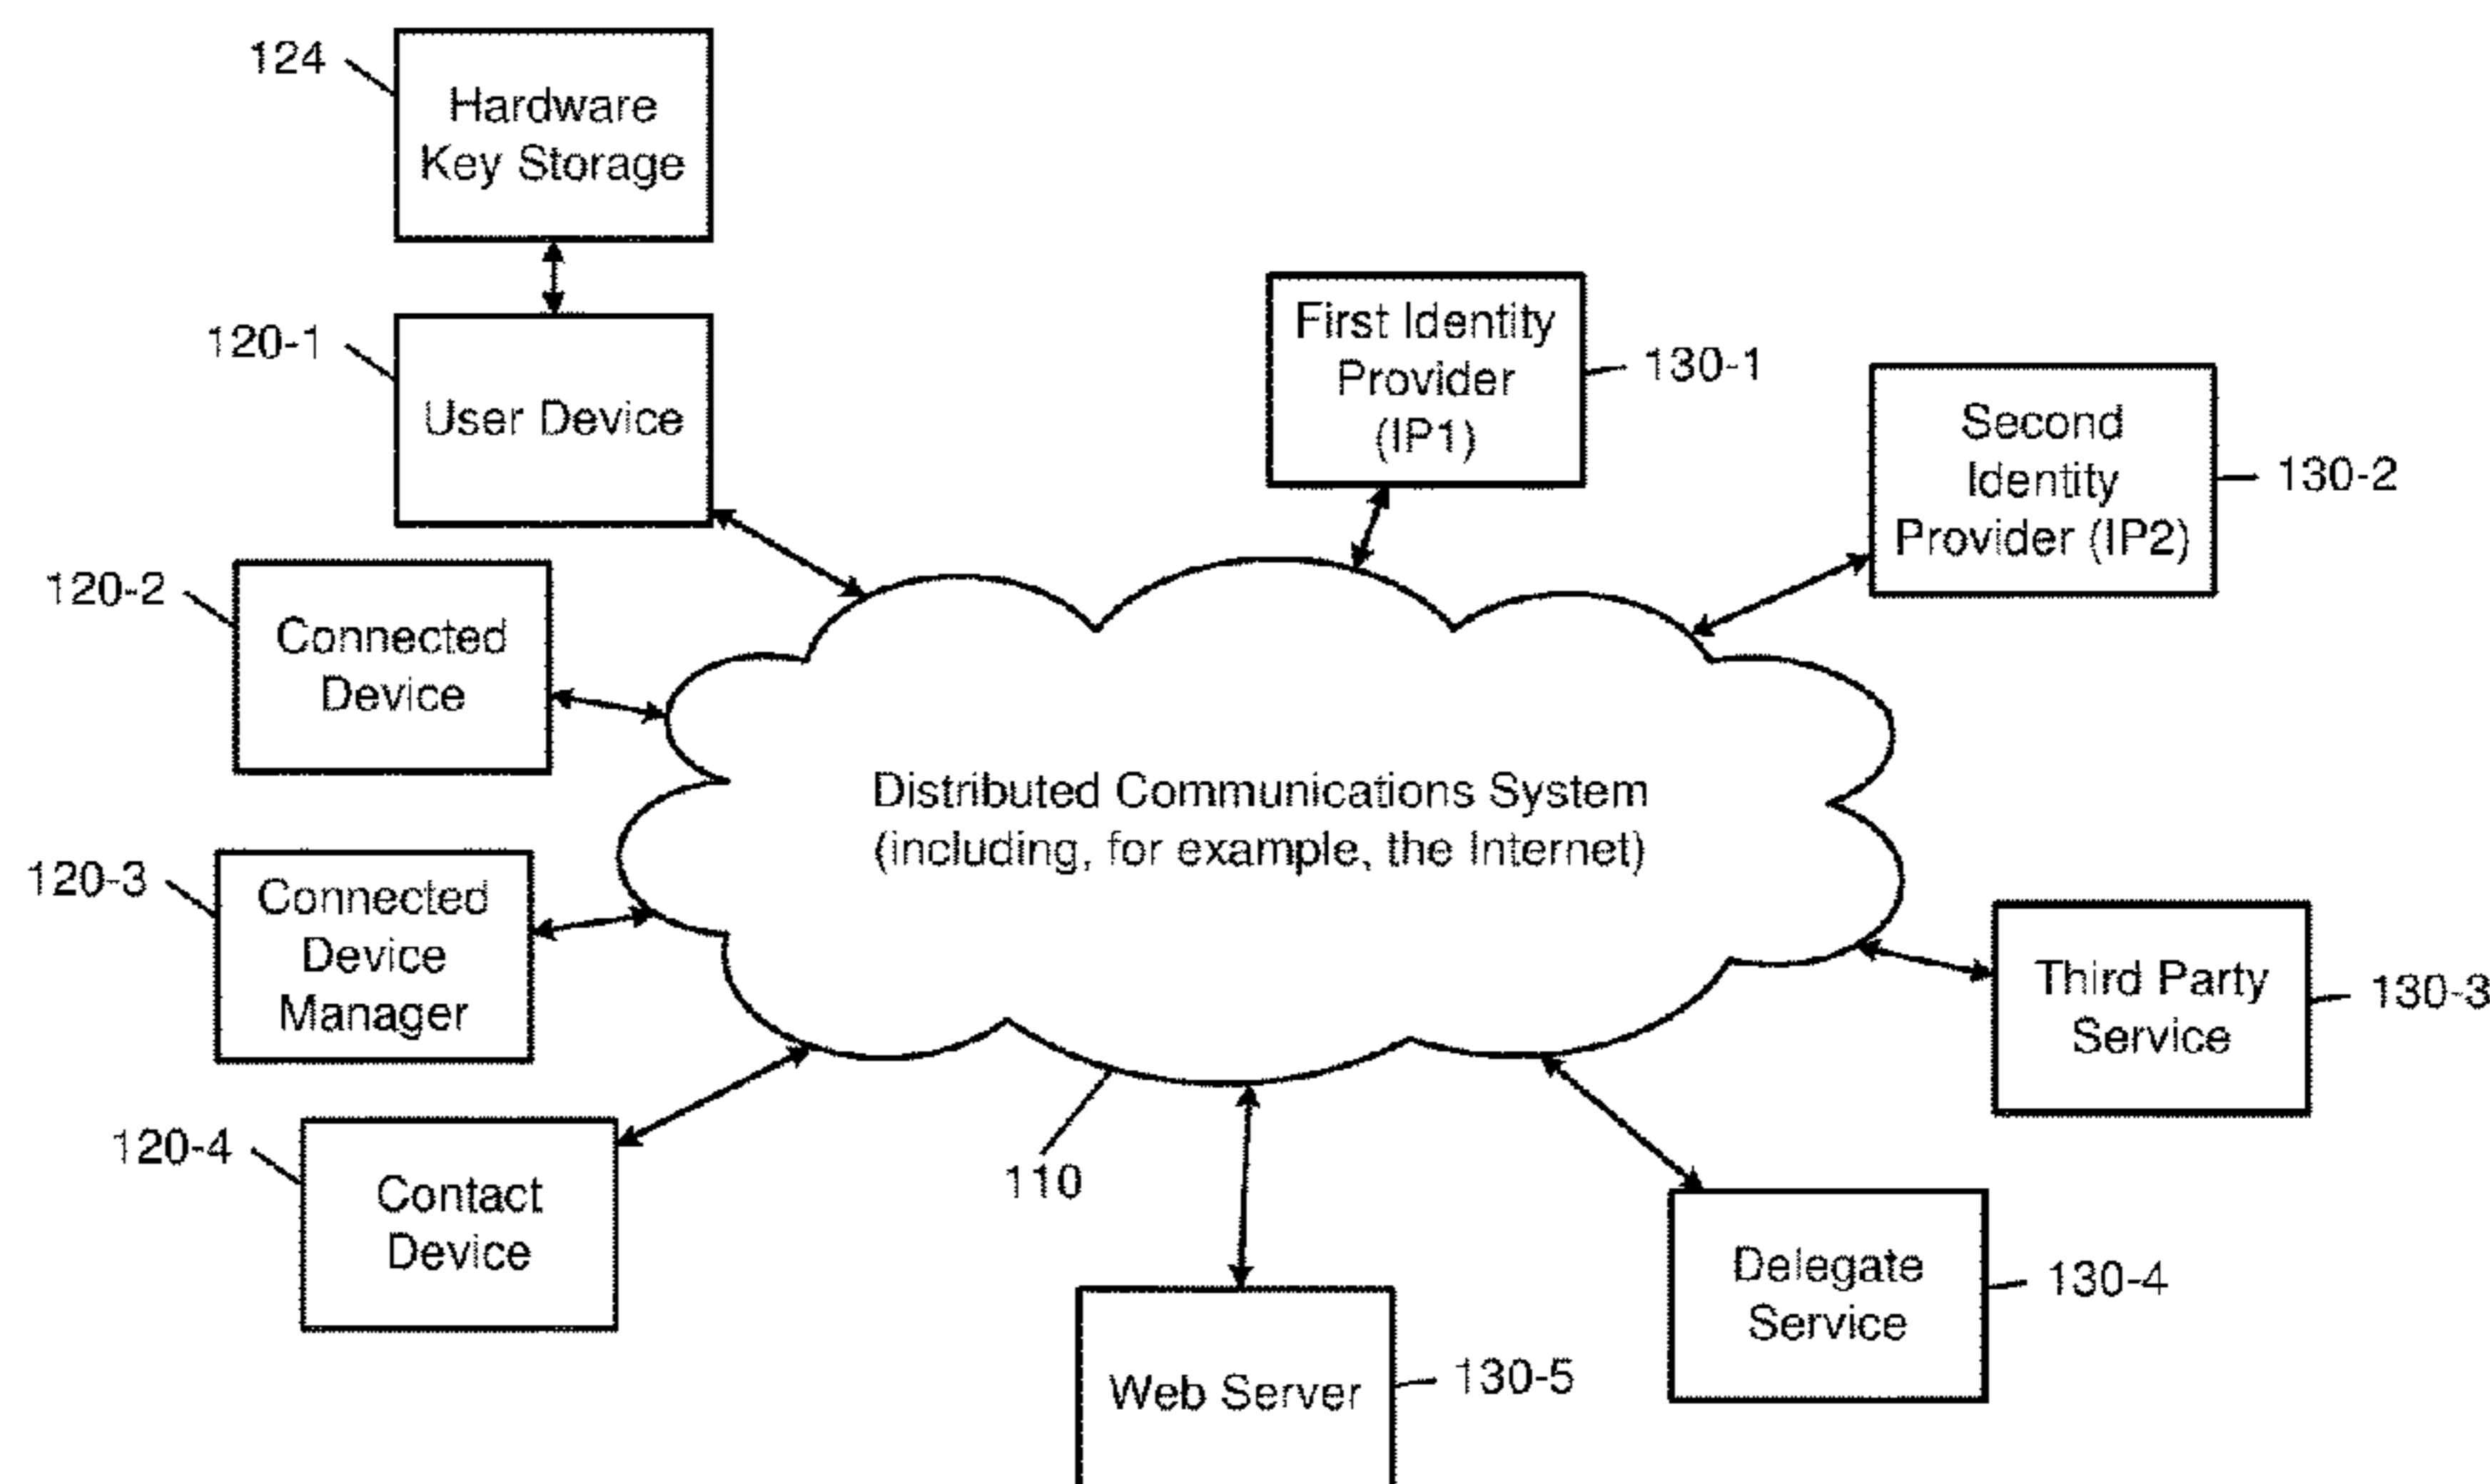 124
Hardware
Key Storage
120-1
User Device
First Identity
Provider
(IP1)
130-1
Second
Identity
Provider (IP2)
130-2
120-2
Connected
Device
Distributed Communications System
(including, for example, the Internet)
120-3
Connected
Device
Manager
Third Party
Service
130-3
120-4
Contact
Device
110
Delegate
Service
130-4
Web Server
130-5